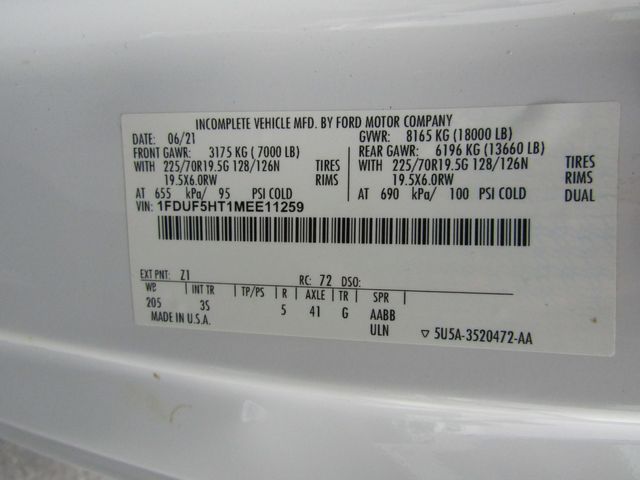 INCOMPLETE VEHICLE MFD. BY FORD MOTOR COMPANY
DATE: 06/21 GVWR: 8165 KG (18000 LB)
FRONT GAWR: 3175 KG (7000 LB) REAR GAWR: 6196 KG (13660 LB)
WITH 225/70R19.5G 128/126N TIRES WITH 225/70R19.5G 128/126N TIRES
19.5X6.0RW RIMS 19.5X6.0RW RIMS
AT 655 kPa/ 95 PSI COLD AT 690 kPa/ 100 PSI COLD DUAL
VIN: 1FDUF5HT1MEE11259
EXT PNT: Z1 RC: 72 DSO:
WB INT TR TP/PS R AXLE TR SPR
205 3S 5 41 G AABB
MADE IN U.S.A. ULN ▽ 5U5A-3520472-AA